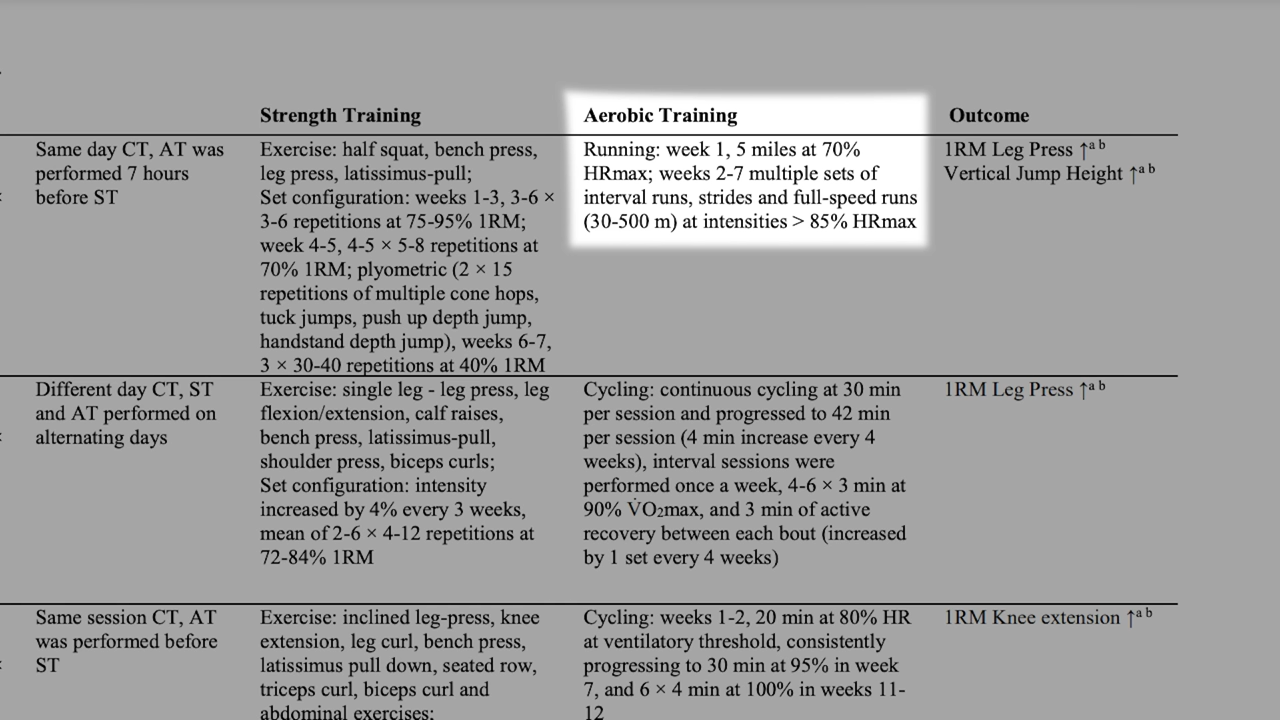 Strength Training
Aerobic Training
Outcome
Same day CT, AT was
performed 7 hours
before ST
Exercise: half squat, bench press,
leg press, latissimus-pull;
Set configuration: weeks 1-3, 3-6 ×
3-6 repetitions at 75-95% 1RM;
week 4-5, 4-5 × 5-8 repetitions at
70% 1RM; plyometric (2 × 15
repetitions of multiple cone hops,
tuck jumps, push up depth jump,
handstand depth jump), weeks 6-7,
3 × 30-40 repetitions at 40% 1RM
Running: week 1, 5 miles at 70%
HRmax; weeks 2-7 multiple sets of
interval runs, strides and full-speed runs
(30-500 m) at intensities > 85% HRmax
1RM Leg Press ↑ᵃ ᵇ
Vertical Jump Height ↑ᵃ ᵇ
Different day CT, ST
and AT performed on
alternating days
Exercise: single leg - leg press, leg
flexion/extension, calf raises,
bench press, latissimus-pull,
shoulder press, biceps curls;
Set configuration: intensity
increased by 4% every 3 weeks,
mean of 2-6 × 4-12 repetitions at
72-84% 1RM
Cycling: continuous cycling at 30 min
per session and progressed to 42 min
per session (4 min increase every 4
weeks), interval sessions were
performed once a week, 4-6 × 3 min at
90% V̇O₂max, and 3 min of active
recovery between each bout (increased
by 1 set every 4 weeks)
1RM Leg Press ↑ᵃ ᵇ
Same session CT, AT
was performed before
ST
Exercise: inclined leg-press, knee
extension, leg curl, bench press,
latissimus pull down, seated row,
triceps curl, biceps curl and
abdominal exercises;
Cycling: weeks 1-2, 20 min at 80% HR
at ventilatory threshold, consistently
progressing to 30 min at 95% in week
7, and 6 × 4 min at 100% in weeks 11-
12
1RM Knee extension ↑ᵃ ᵇ